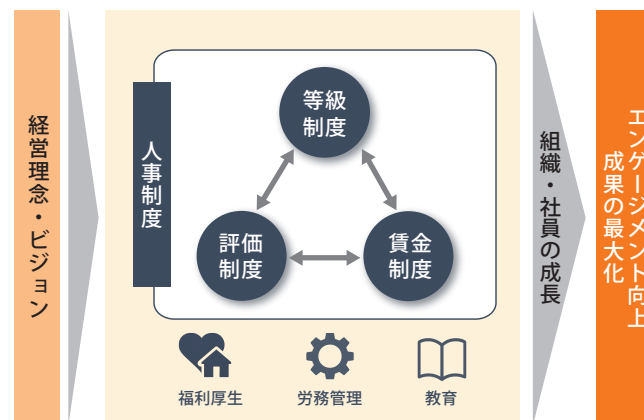 経営理念・ビジョン
人事制度
等級
制度
評価
制度
賃金
制度
福利厚生
労務管理
教育
組織・社員の成長
エンゲージメント向上
成果の最大化